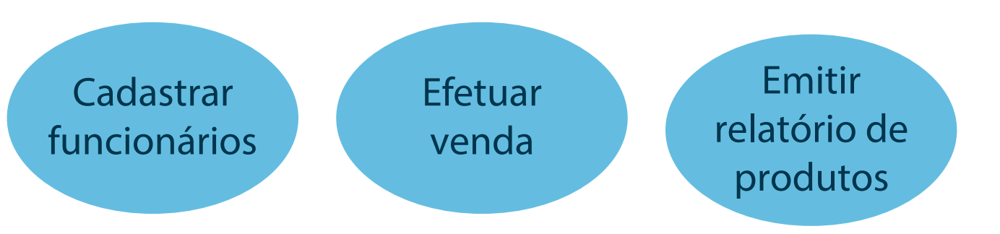 Cadastrar
funcionários
Efetuar
venda
Emitir
relatório de
produtos